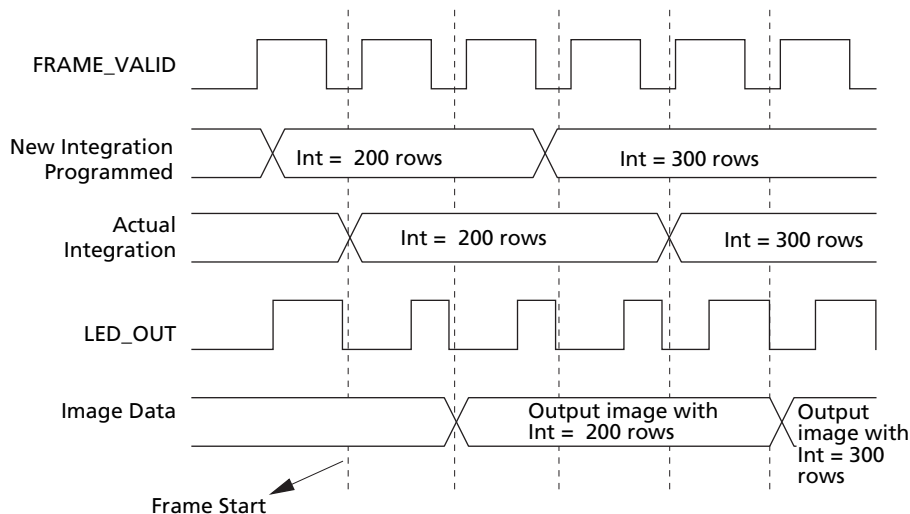 FRAME_VALID
New Integration
Programmed
Int = 200 rows
Int = 300 rows
Actual
Integration
Int = 200 rows
Int = 300 rows
LED_OUT
Image Data
Output image with
Int = 200 rows
Output
image with
Int = 300
rows
Frame Start